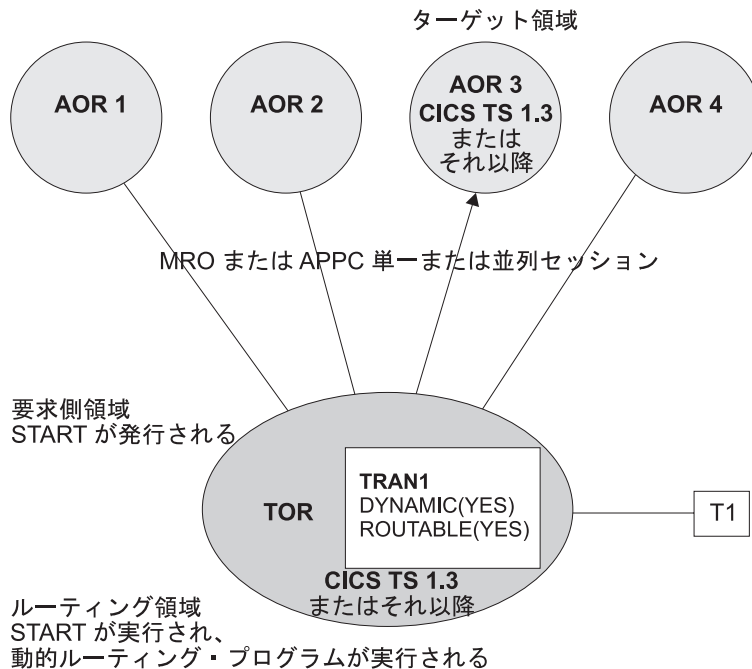 ターゲット領域
AOR 1
AOR 2
AOR 3
CICS TS 1.3
または
それ以降
AOR 4
MRO または APPC 単一または並列セッション
要求側領域
START が発行される
TOR
TRAN1
DYNAMIC(YES)
ROUTABLE(YES)
T1
CICS TS 1.3
またはそれ以降
ルーティング領域
START が実行され、
動的ルーティング・プログラムが実行される